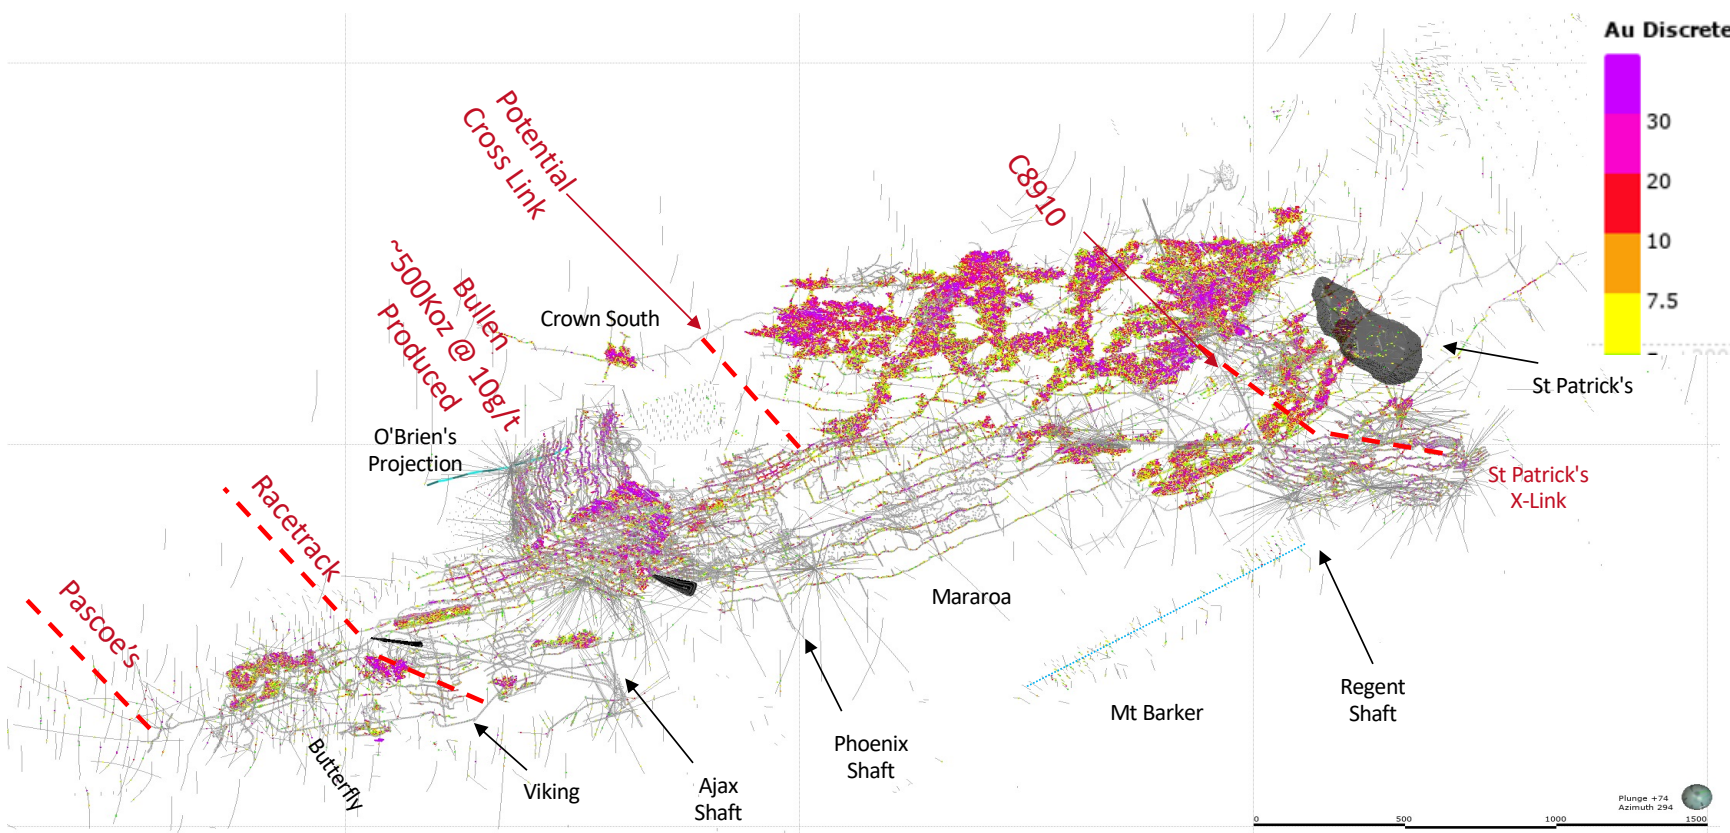 Au Discrete
30
20
10
7.5
Potential
Cross Link
C8910
Bullen
~500Koz @ 10g/t
Produced
Crown South
St Patrick's
O'Brien's
Projection
St Patrick's
X-Link
Racetrack
Pascoe's
Mararoa
Regent
Shaft
Mt Barker
Phoenix
Shaft
Butterfly
Viking
Ajax
Shaft
Plunge +74
Azimuth 294
0
500
1000
1500